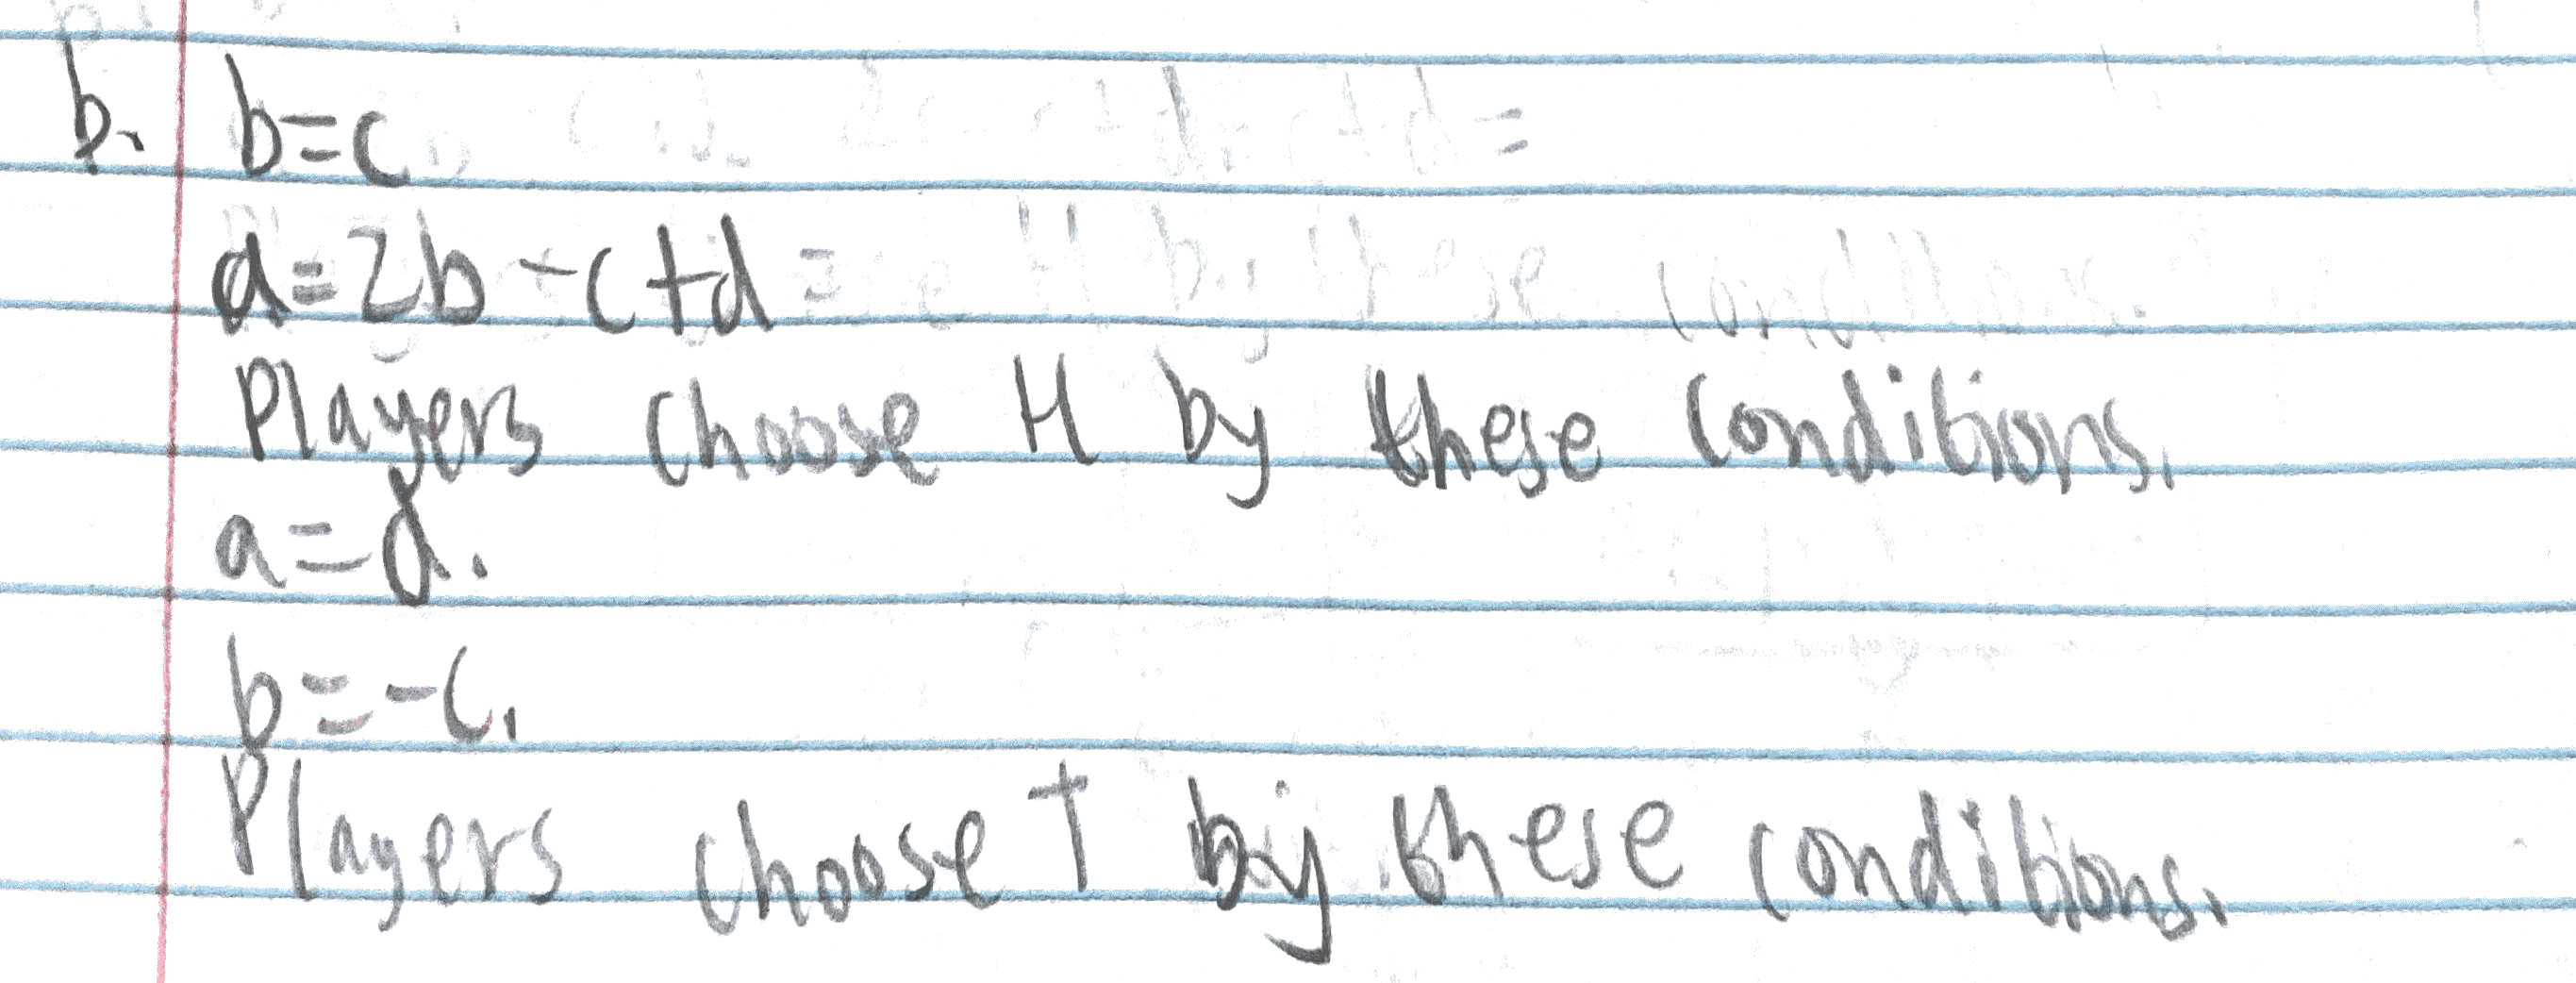 b. b=c
a=2b-c+d=
Players choose H by these conditions.
a=d.
b=-c.
Players choose T by these conditions.